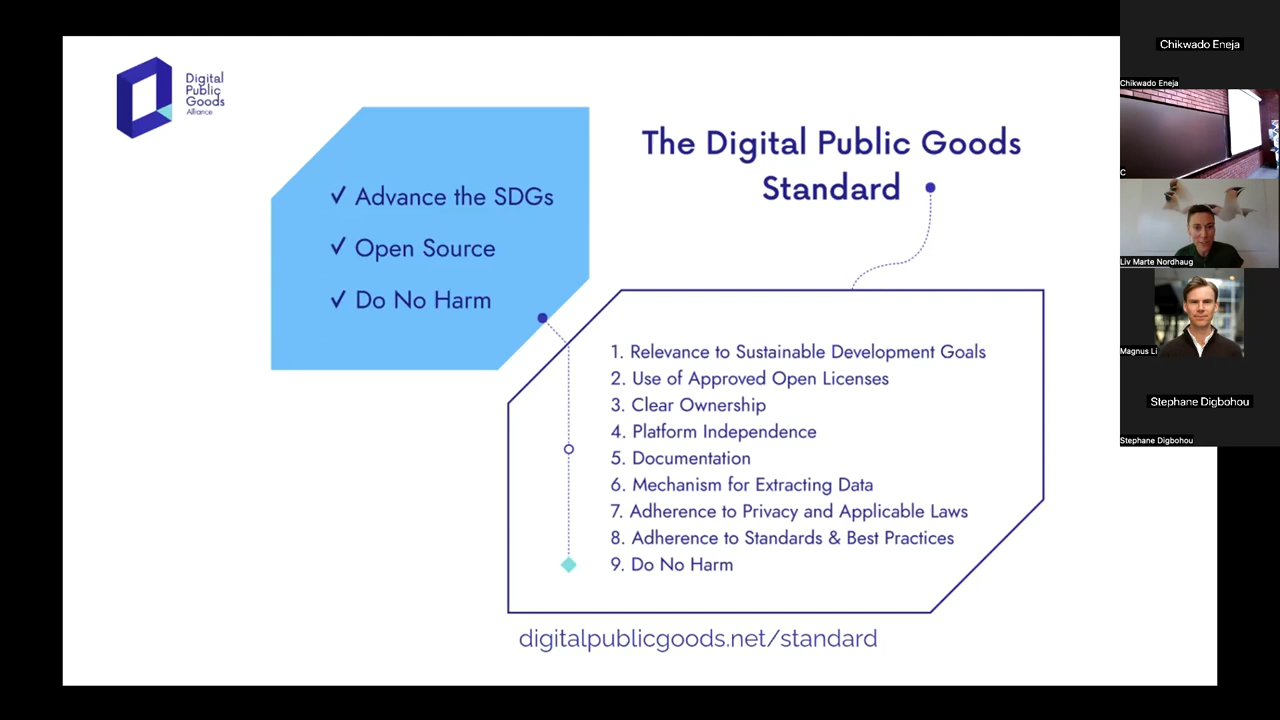 Digital
Public
Goods
Alliance
✓ Advance the SDGs
✓ Open Source
✓ Do No Harm
The Digital Public Goods
Standard
1. Relevance to Sustainable Development Goals
2. Use of Approved Open Licenses
3. Clear Ownership
4. Platform Independence
5. Documentation
6. Mechanism for Extracting Data
7. Adherence to Privacy and Applicable Laws
8. Adherence to Standards & Best Practices
9. Do No Harm
digitalpublicgoods.net/standard
Chikwado Eneja
Chikwado Eneja
C
Liv Marte Nordhaug
Magnus Li
Stephane Digbohou
Stephane Digbohou